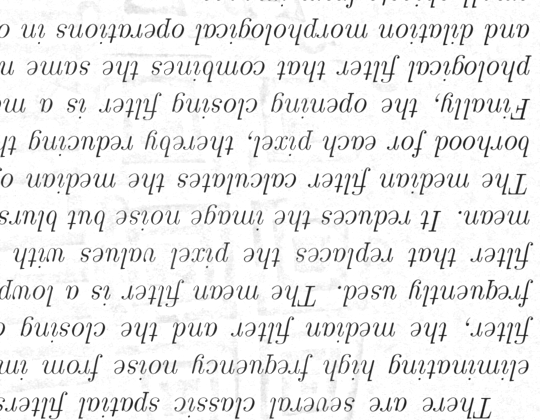 There are several classic spatial filters
eliminating high frequency noise from im
filter, the median filter and the closing
frequently used. The mean filter is a lowp
filter that replaces the pixel values with
mean. It reduces the image noise but blurs
The median filter calculates the median o
borhood for each pixel, thereby reducing th
Finally, the opening closing filter is a m
phological filter that combines the same n
and dilation morphological operations in o